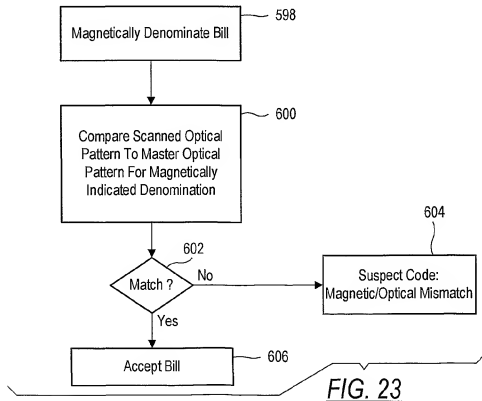 Magnetically Denominate Bill
598
600
Compare Scanned Optical
Pattern To Master Optical
Pattern For Magnetically
Indicated Denomination
602
Match ?
No
604
Suspect Code:
Magnetic/Optical Mismatch
Yes
Accept Bill
606
FIG. 23